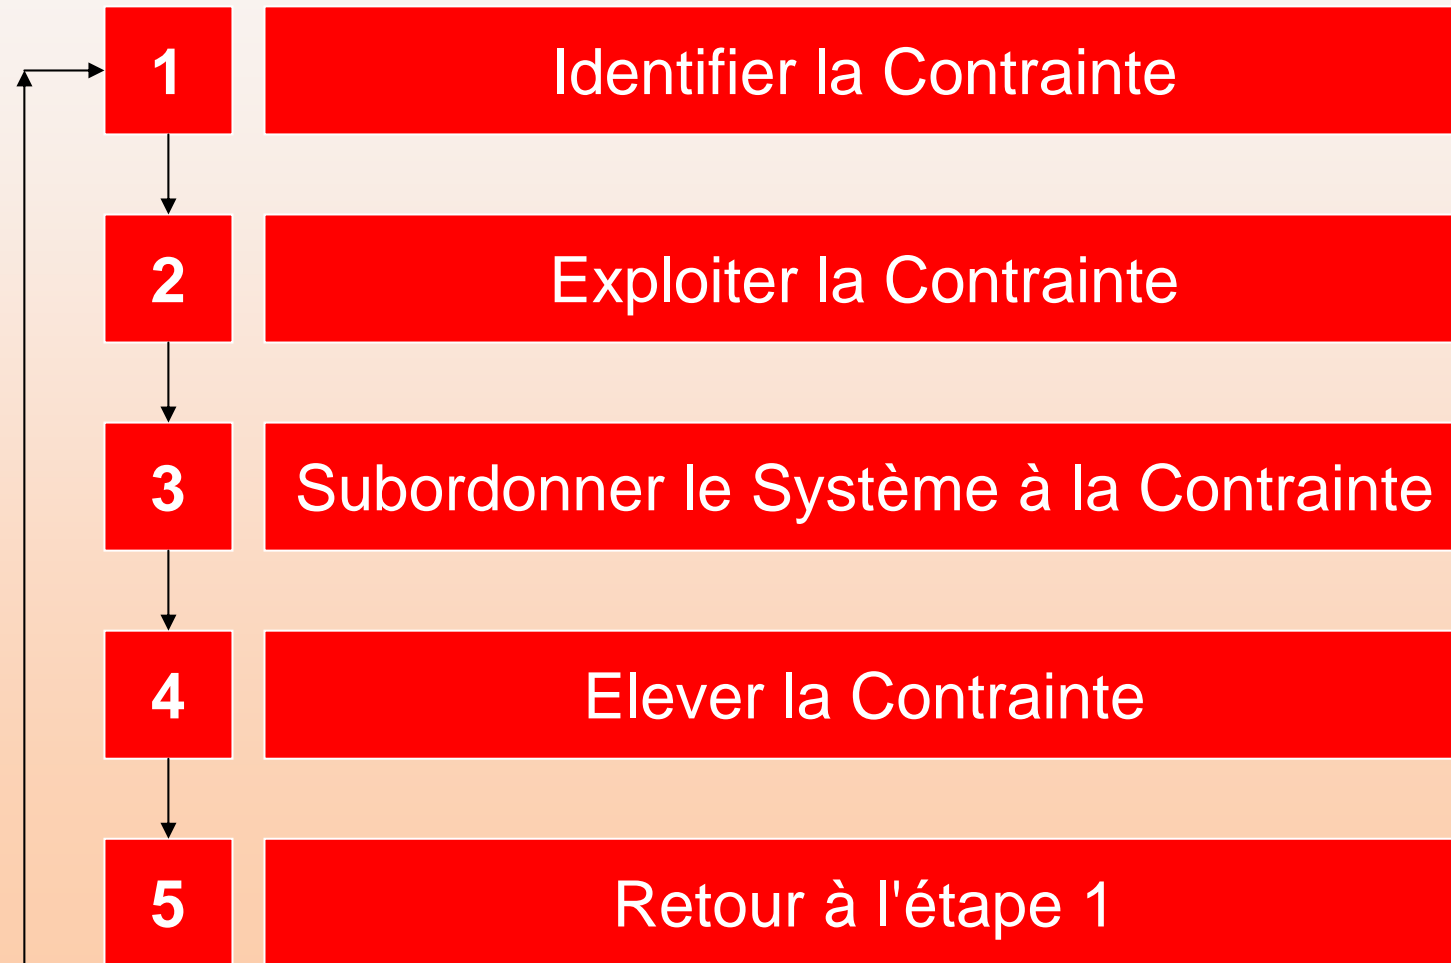 1 Identifier la Contrainte
2 Exploiter la Contrainte
3 Subordonner le Système à la Contrainte
4 Elever la Contrainte
5 Retour à l'étape 1